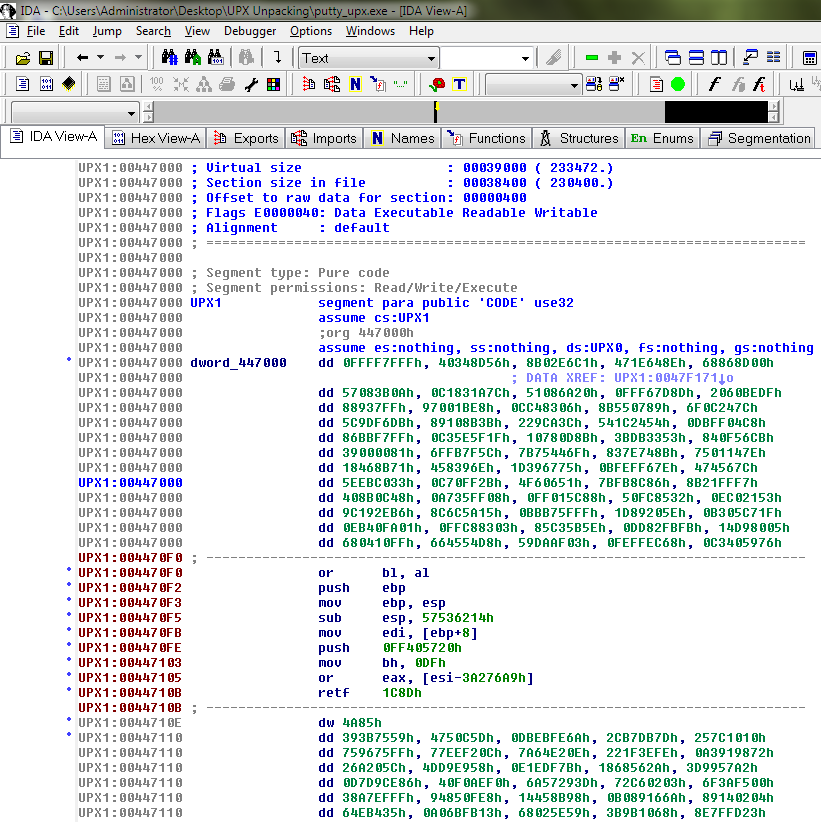 IDA - C:\Users\Administrator\Desktop\UPX Unpacking\putty_upx.exe - [IDA View-A]
File Edit Jump Search View Debugger Options Windows Help
Text
IDA View-A Hex View-A Exports Imports N Names Functions Structures En Enums Segmentation
UPX1:00447000 ; Virtual size : 00039000 ( 233472.)
UPX1:00447000 ; Section size in file : 00038400 ( 230400.)
UPX1:00447000 ; Offset to raw data for section: 00000400
UPX1:00447000 ; Flags E0000040: Data Executable Readable Writable
UPX1:00447000 ; Alignment : default
UPX1:00447000 ; ---------------------------------------------------------------------------
UPX1:00447000
UPX1:00447000 ; Segment type: Pure code
UPX1:00447000 ; Segment permissions: Read/Write/Execute
UPX1:00447000 UPX1 segment para public 'CODE' use32
UPX1:00447000 assume cs:UPX1
UPX1:00447000 ;org 447000h
UPX1:00447000 assume es:nothing, ss:nothing, ds:UPX0, fs:nothing, gs:nothing
UPX1:00447000 dword_447000 dd 0FFFF7FFFh, 40348D56h, 8B02E6C1h, 471E648Eh, 68868D00h
UPX1:00447000 ; DATA XREF: UPX1:0047F171↓o
UPX1:00447000 dd 57083B0Ah, 0C1831A7Ch, 51086A20h, 0FFF67D8Dh, 2060BEDFh
UPX1:00447000 dd 88937FFh, 97001BE8h, 0CC48306h, 8B550789h, 6F0C247Ch
UPX1:00447000 dd 5C9DF6DBh, 89108B3Bh, 229CA3Ch, 541C2454h, 0DBFF04C8h
UPX1:00447000 dd 86BBF7FFh, 0C35E5F1Fh, 10780D8Bh, 3BDB3353h, 840F56CBh
UPX1:00447000 dd 39000081h, 6FFB7F5Ch, 7B75446Fh, 837E748Bh, 7501147Eh
UPX1:00447000 dd 18468B71h, 458396Eh, 1D396775h, 0BFEFF67Eh, 474567Ch
UPX1:00447000 dd 5EEBC033h, 0C70FF2Bh, 4F60651h, 7BFB8C86h, 8B21FFF7h
UPX1:00447000 dd 408B0C48h, 0A735FF08h, 0FF015C88h, 50FC8532h, 0EC02153h
UPX1:00447000 dd 9C192EB6h, 8C6C5A15h, 0BBB75FFFh, 1D89205Eh, 0B305C71Fh
UPX1:00447000 dd 0EB40FA01h, 0FFC88303h, 85C35B5Eh, 0DD82FBFBh, 14D98005h
UPX1:00447000 dd 680410FFh, 664554D8h, 59DAAF03h, 0FEFFEC68h, 0C3405976h
UPX1:004470F0 ; ---------------------------------------------------------------------------
UPX1:004470F0 or bl, al
UPX1:004470F2 push ebp
UPX1:004470F3 mov ebp, esp
UPX1:004470F5 sub esp, 57536214h
UPX1:004470FB mov edi, [ebp+8]
UPX1:004470FE push 0FF405720h
UPX1:00447103 mov bh, 0DFh
UPX1:00447105 or eax, [esi-3A276A9h]
UPX1:0044710B retf 1C8Dh
UPX1:0044710B ; ---------------------------------------------------------------------------
UPX1:0044710E dw 4A85h
UPX1:00447110 dd 393B7559h, 4750C5Dh, 0DBEBFE6Ah, 2CB7DB7Dh, 257C1010h
UPX1:00447110 dd 759675FFh, 77EEF20Ch, 7A64E20Eh, 221F3EFEh, 0A3919872h
UPX1:00447110 dd 26A205Ch, 4DD9E958h, 0E1EDF7Bh, 1868562Ah, 3D9957A2h
UPX1:00447110 dd 0D7D9CE86h, 40F0AEF0h, 6A57293Dh, 72C60203h, 6F3AF500h
UPX1:00447110 dd 38A7EFFFh, 94850FE8h, 14458B98h, 0B089166Ah, 89140204h
UPX1:00447110 dd 64EB435h, 0A06BFB13h, 68025E59h, 3B9B1068h, 8E7FFD23h